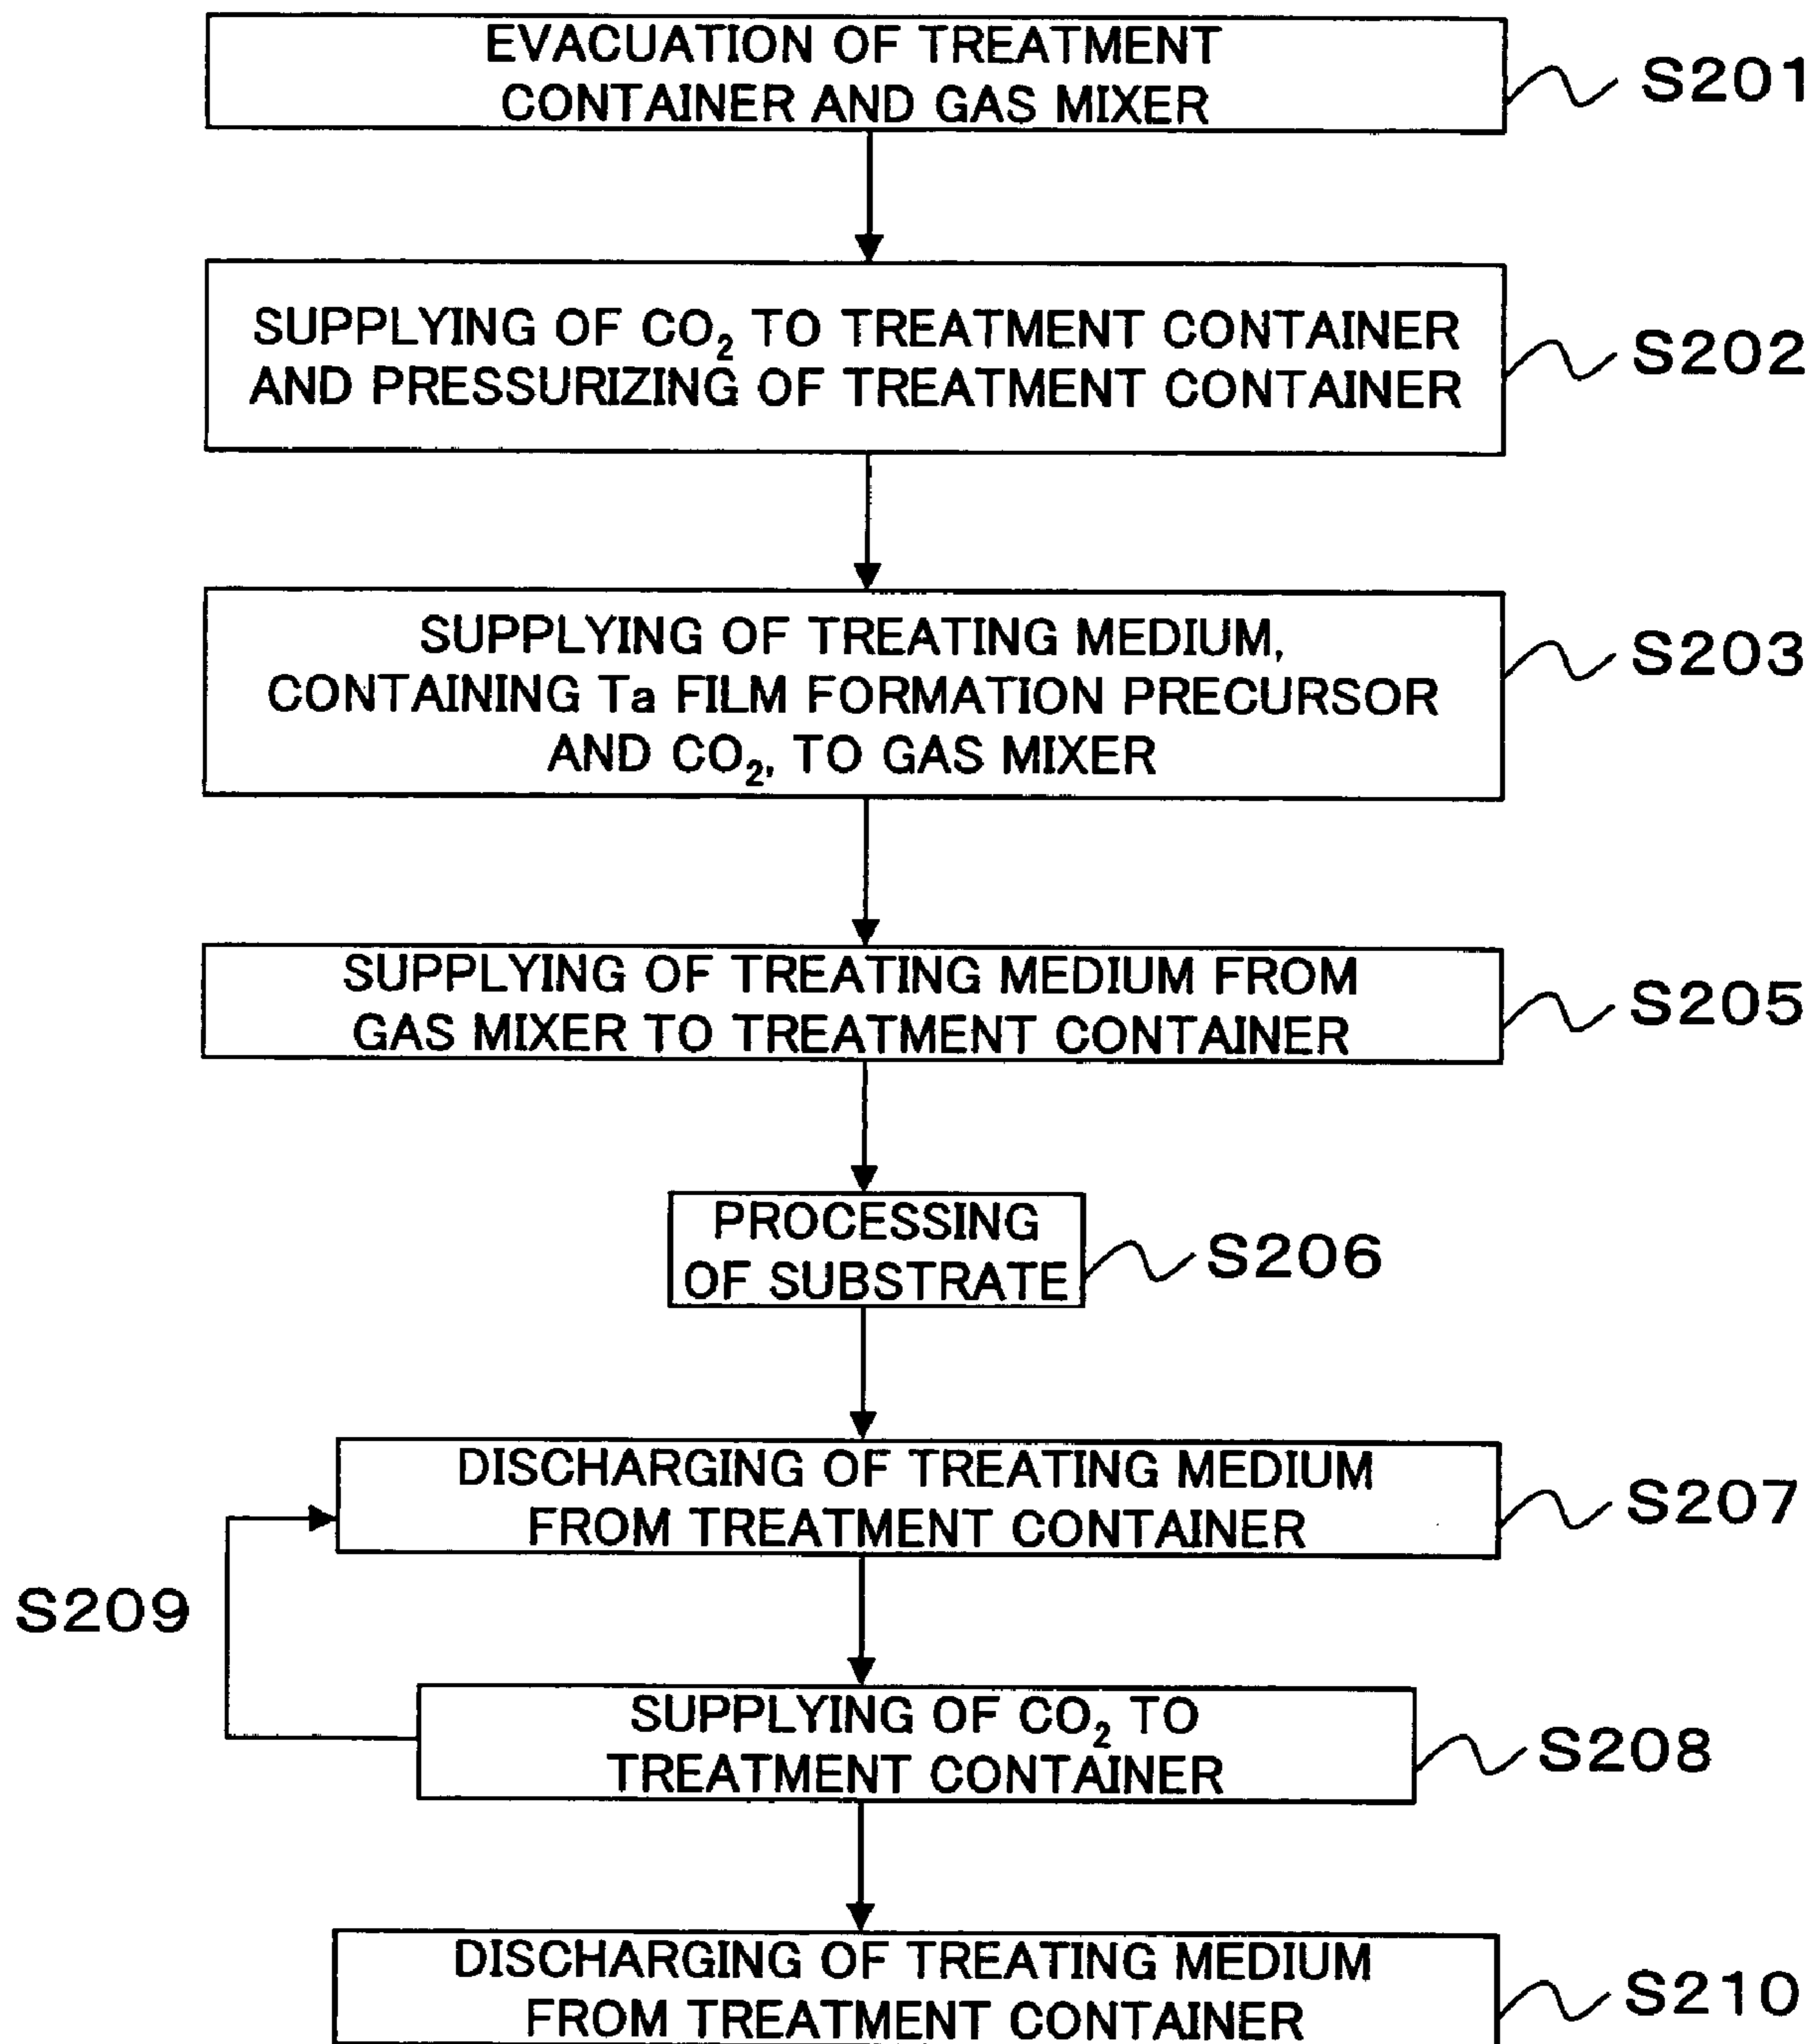 EVACUATION OF TREATMENT
CONTAINER AND GAS MIXER
S201
SUPPLYING OF CO₂ TO TREATMENT CONTAINER
AND PRESSURIZING OF TREATMENT CONTAINER
S202
SUPPLYING OF TREATING MEDIUM,
CONTAINING Ta FILM FORMATION PRECURSOR
AND CO₂, TO GAS MIXER
S203
SUPPLYING OF TREATING MEDIUM FROM
GAS MIXER TO TREATMENT CONTAINER
S205
PROCESSING
OF SUBSTRATE
S206
DISCHARGING OF TREATING MEDIUM
FROM TREATMENT CONTAINER
S207
S209
SUPPLYING OF CO₂ TO
TREATMENT CONTAINER
S208
DISCHARGING OF TREATING MEDIUM
FROM TREATMENT CONTAINER
S210